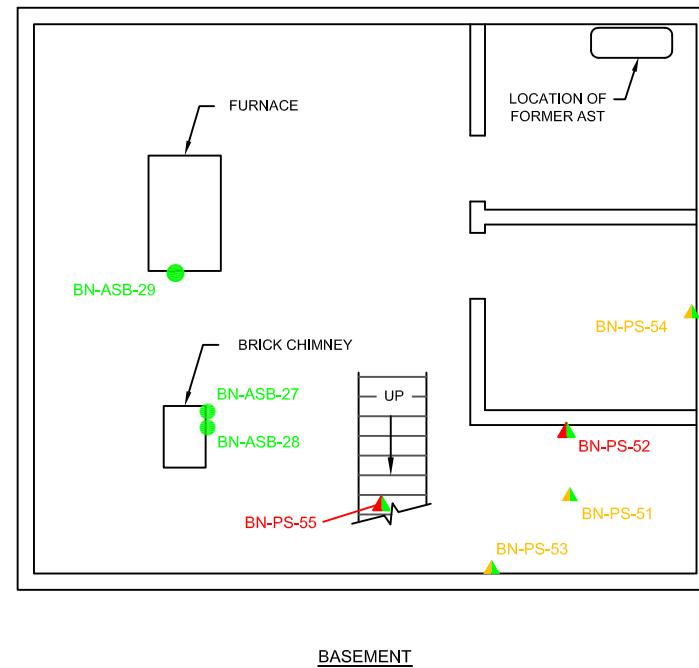 LOCATION OF
FORMER AST
FURNACE
BN-ASB-29
BN-PS-54
BRICK CHIMNEY
BN-ASB-27
UP
BN-ASB-28
BN-PS-52
BN-PS-51
BN-PS-55
BN-PS-53
BASEMENT